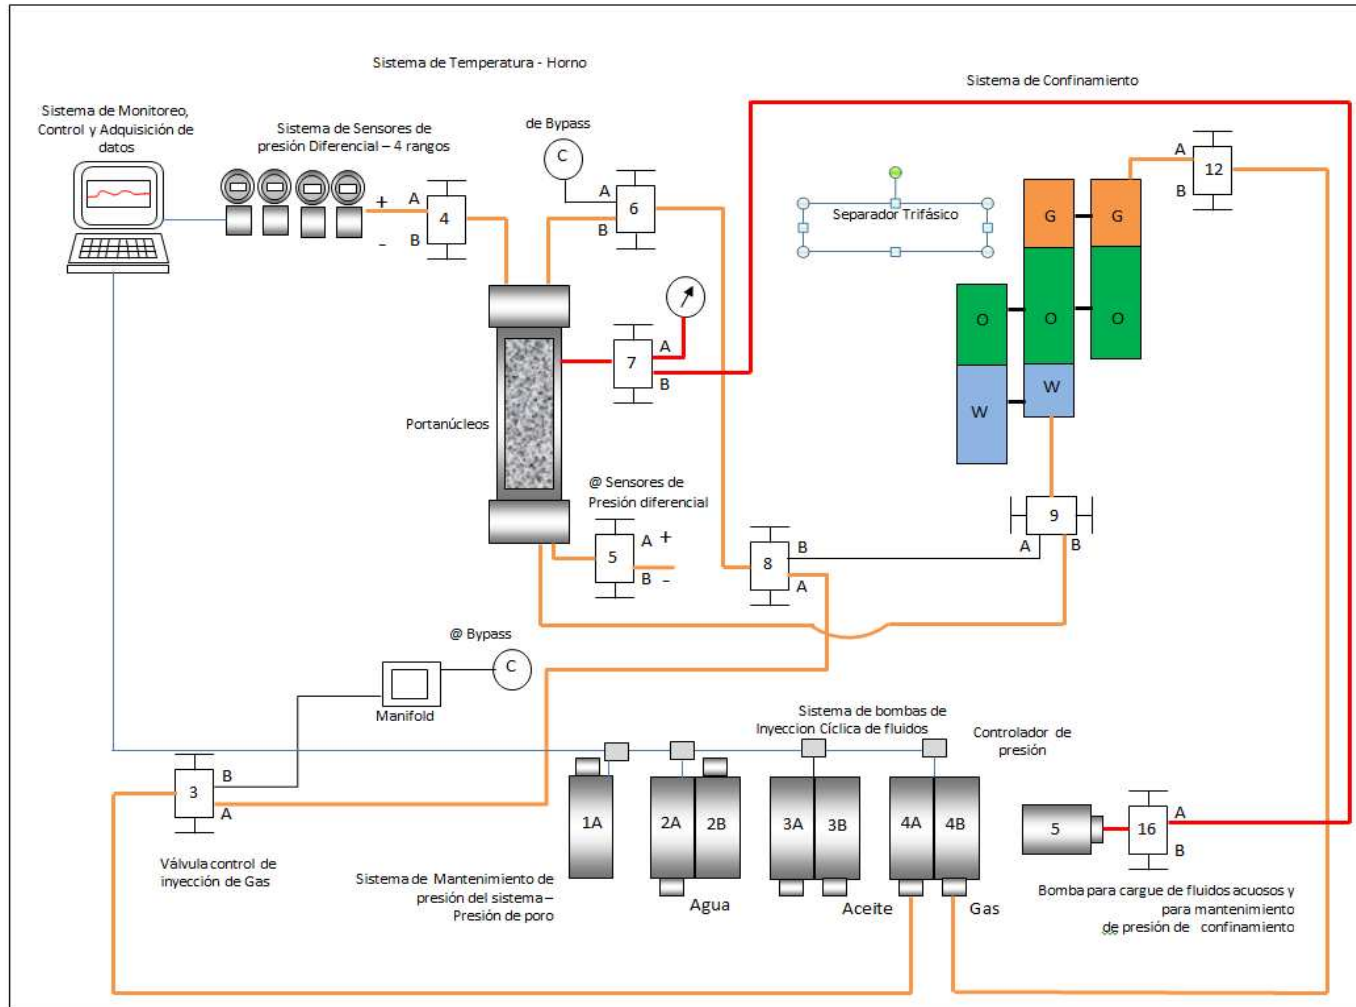 Sistema de Temperatura - Horno
Sistema de Confinamiento
Sistema de Monitoreo,
Control y Adquisición de
datos
Sistema de Sensores de
presión Diferencial – 4 rangos
de Bypass
C
A
B
6
+
-
A
B
4
A
B
12
Separador Trifásico
G
G
O
O
O
W
W
7
A
B
Portanúcleos
@ Sensores de
Presión diferencial
5
A +
B -
8
B
A
9
A
B
@ Bypass
C
Manifold
3
B
A
Válvula control de
inyección de Gas
Sistema de bombas de
Inyeccion Cíclica de fluidos
Controlador de
presión
1A
2A
2B
3A
3B
4A
4B
5
16
A
B
Sistema de Mantenimiento de
presión del sistema –
Presión de poro
Agua
Aceite
Gas
Bomba para cargue de fluidos acuosos y
para mantenimiento
de presión de confinamiento